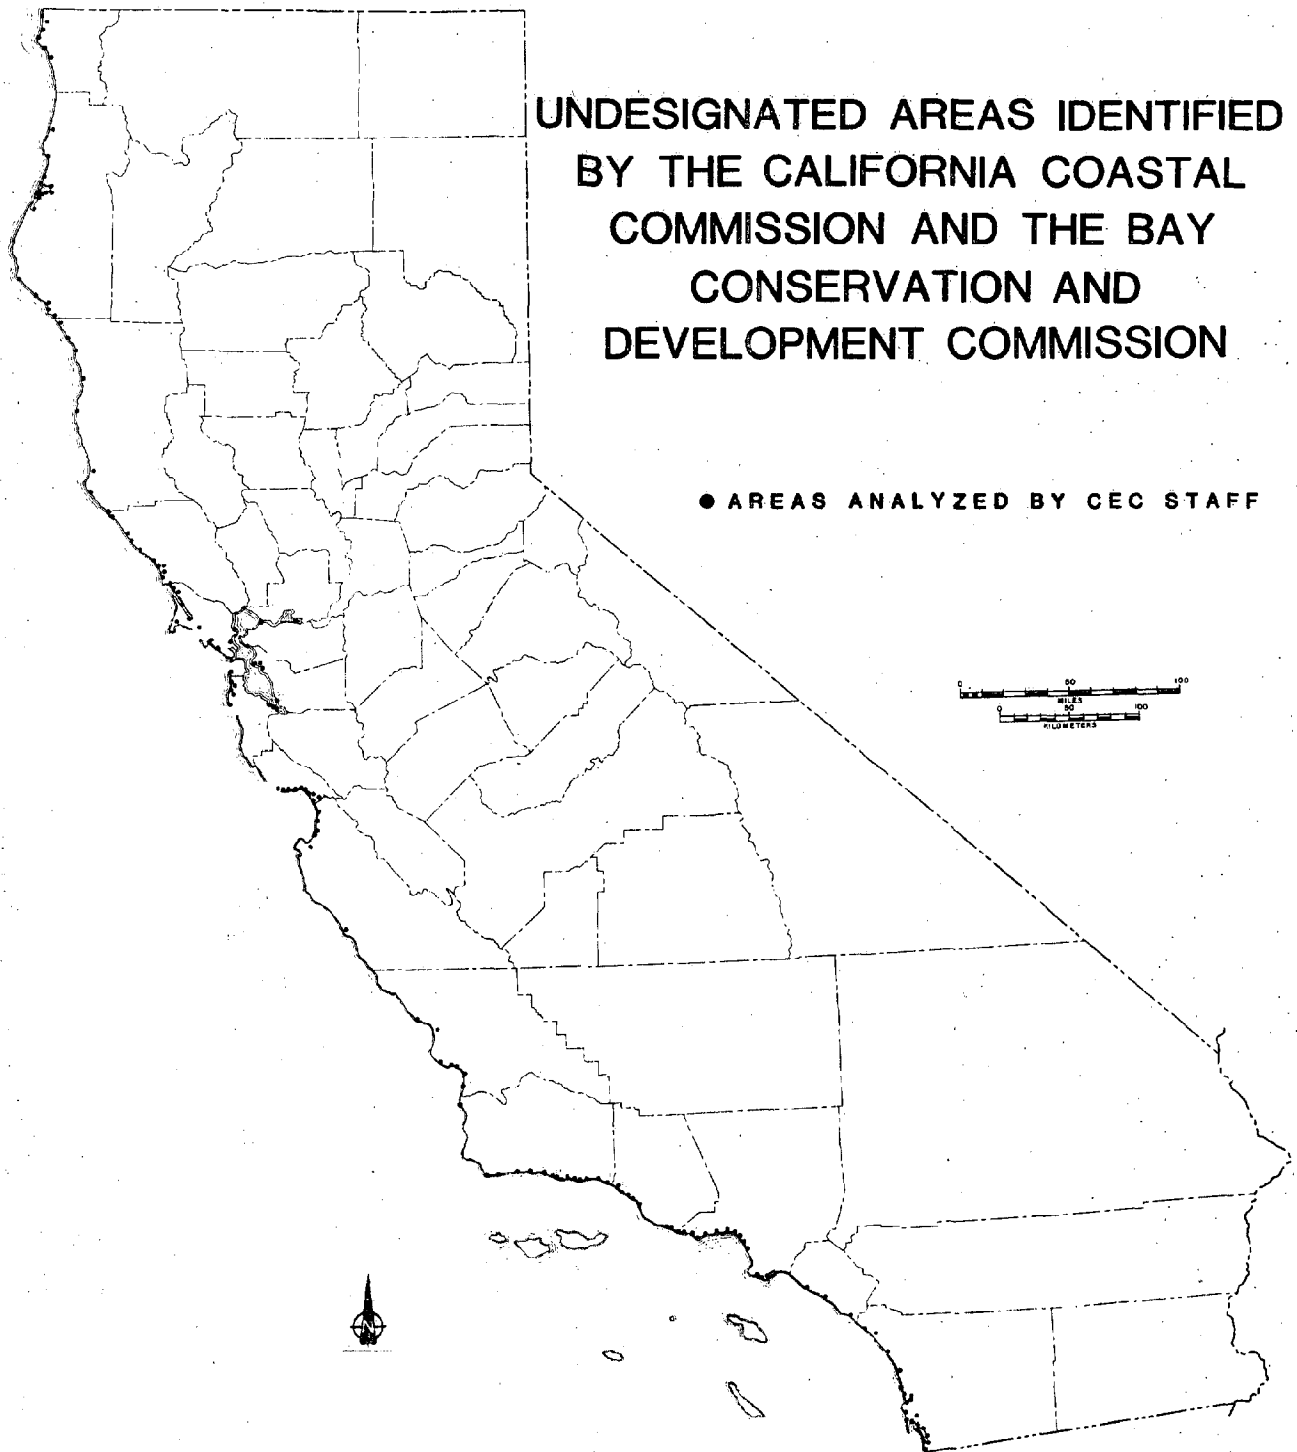 UNDESIGNATED AREAS IDENTIFIED
BY THE CALIFORNIA COASTAL
COMMISSION AND THE BAY
CONSERVATION AND
DEVELOPMENT COMMISSION
● AREAS ANALYZED BY CEC STAFF
0 50 100
MILES
0 50 100
KILOMETERS
N